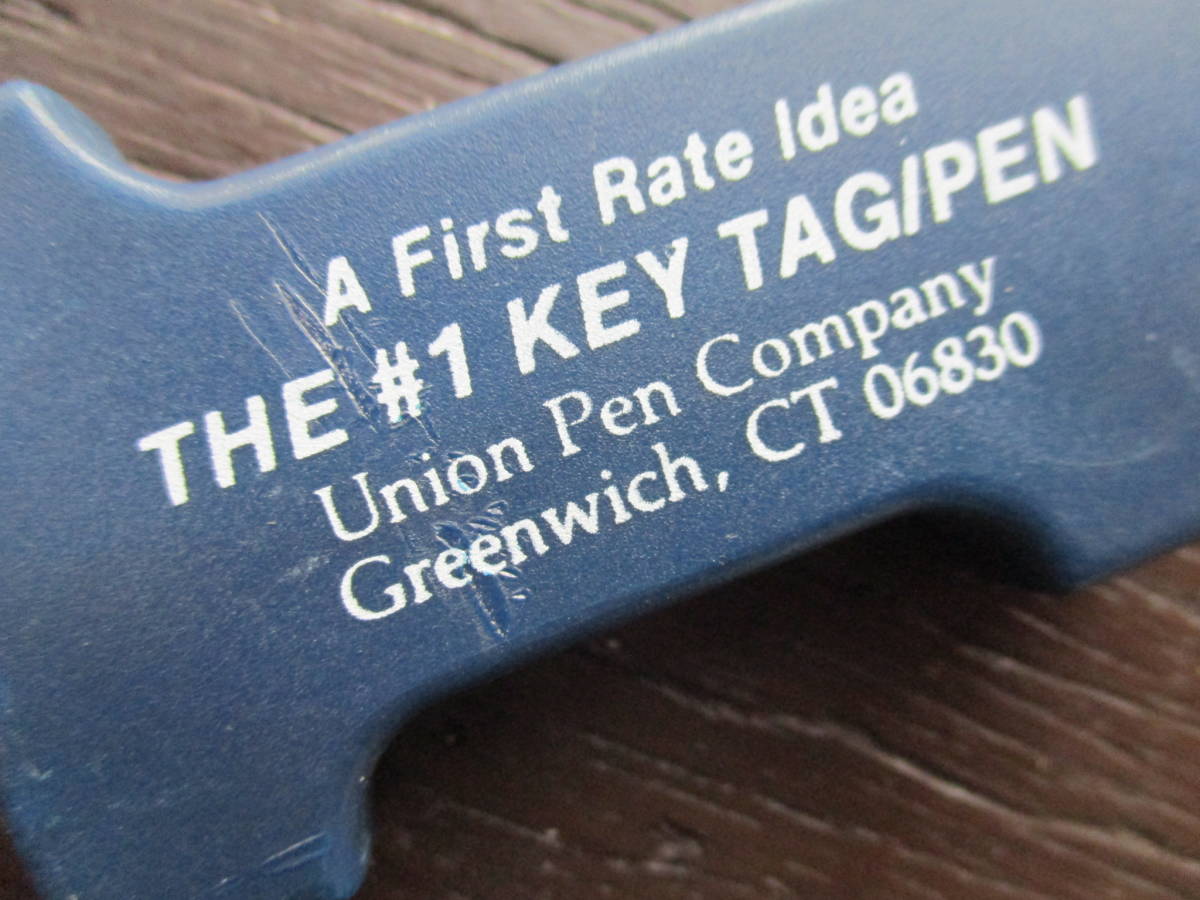 A First Rate Idea
THE #1 KEY TAG/PEN
Union Pen Company
Greenwich, CT 06830